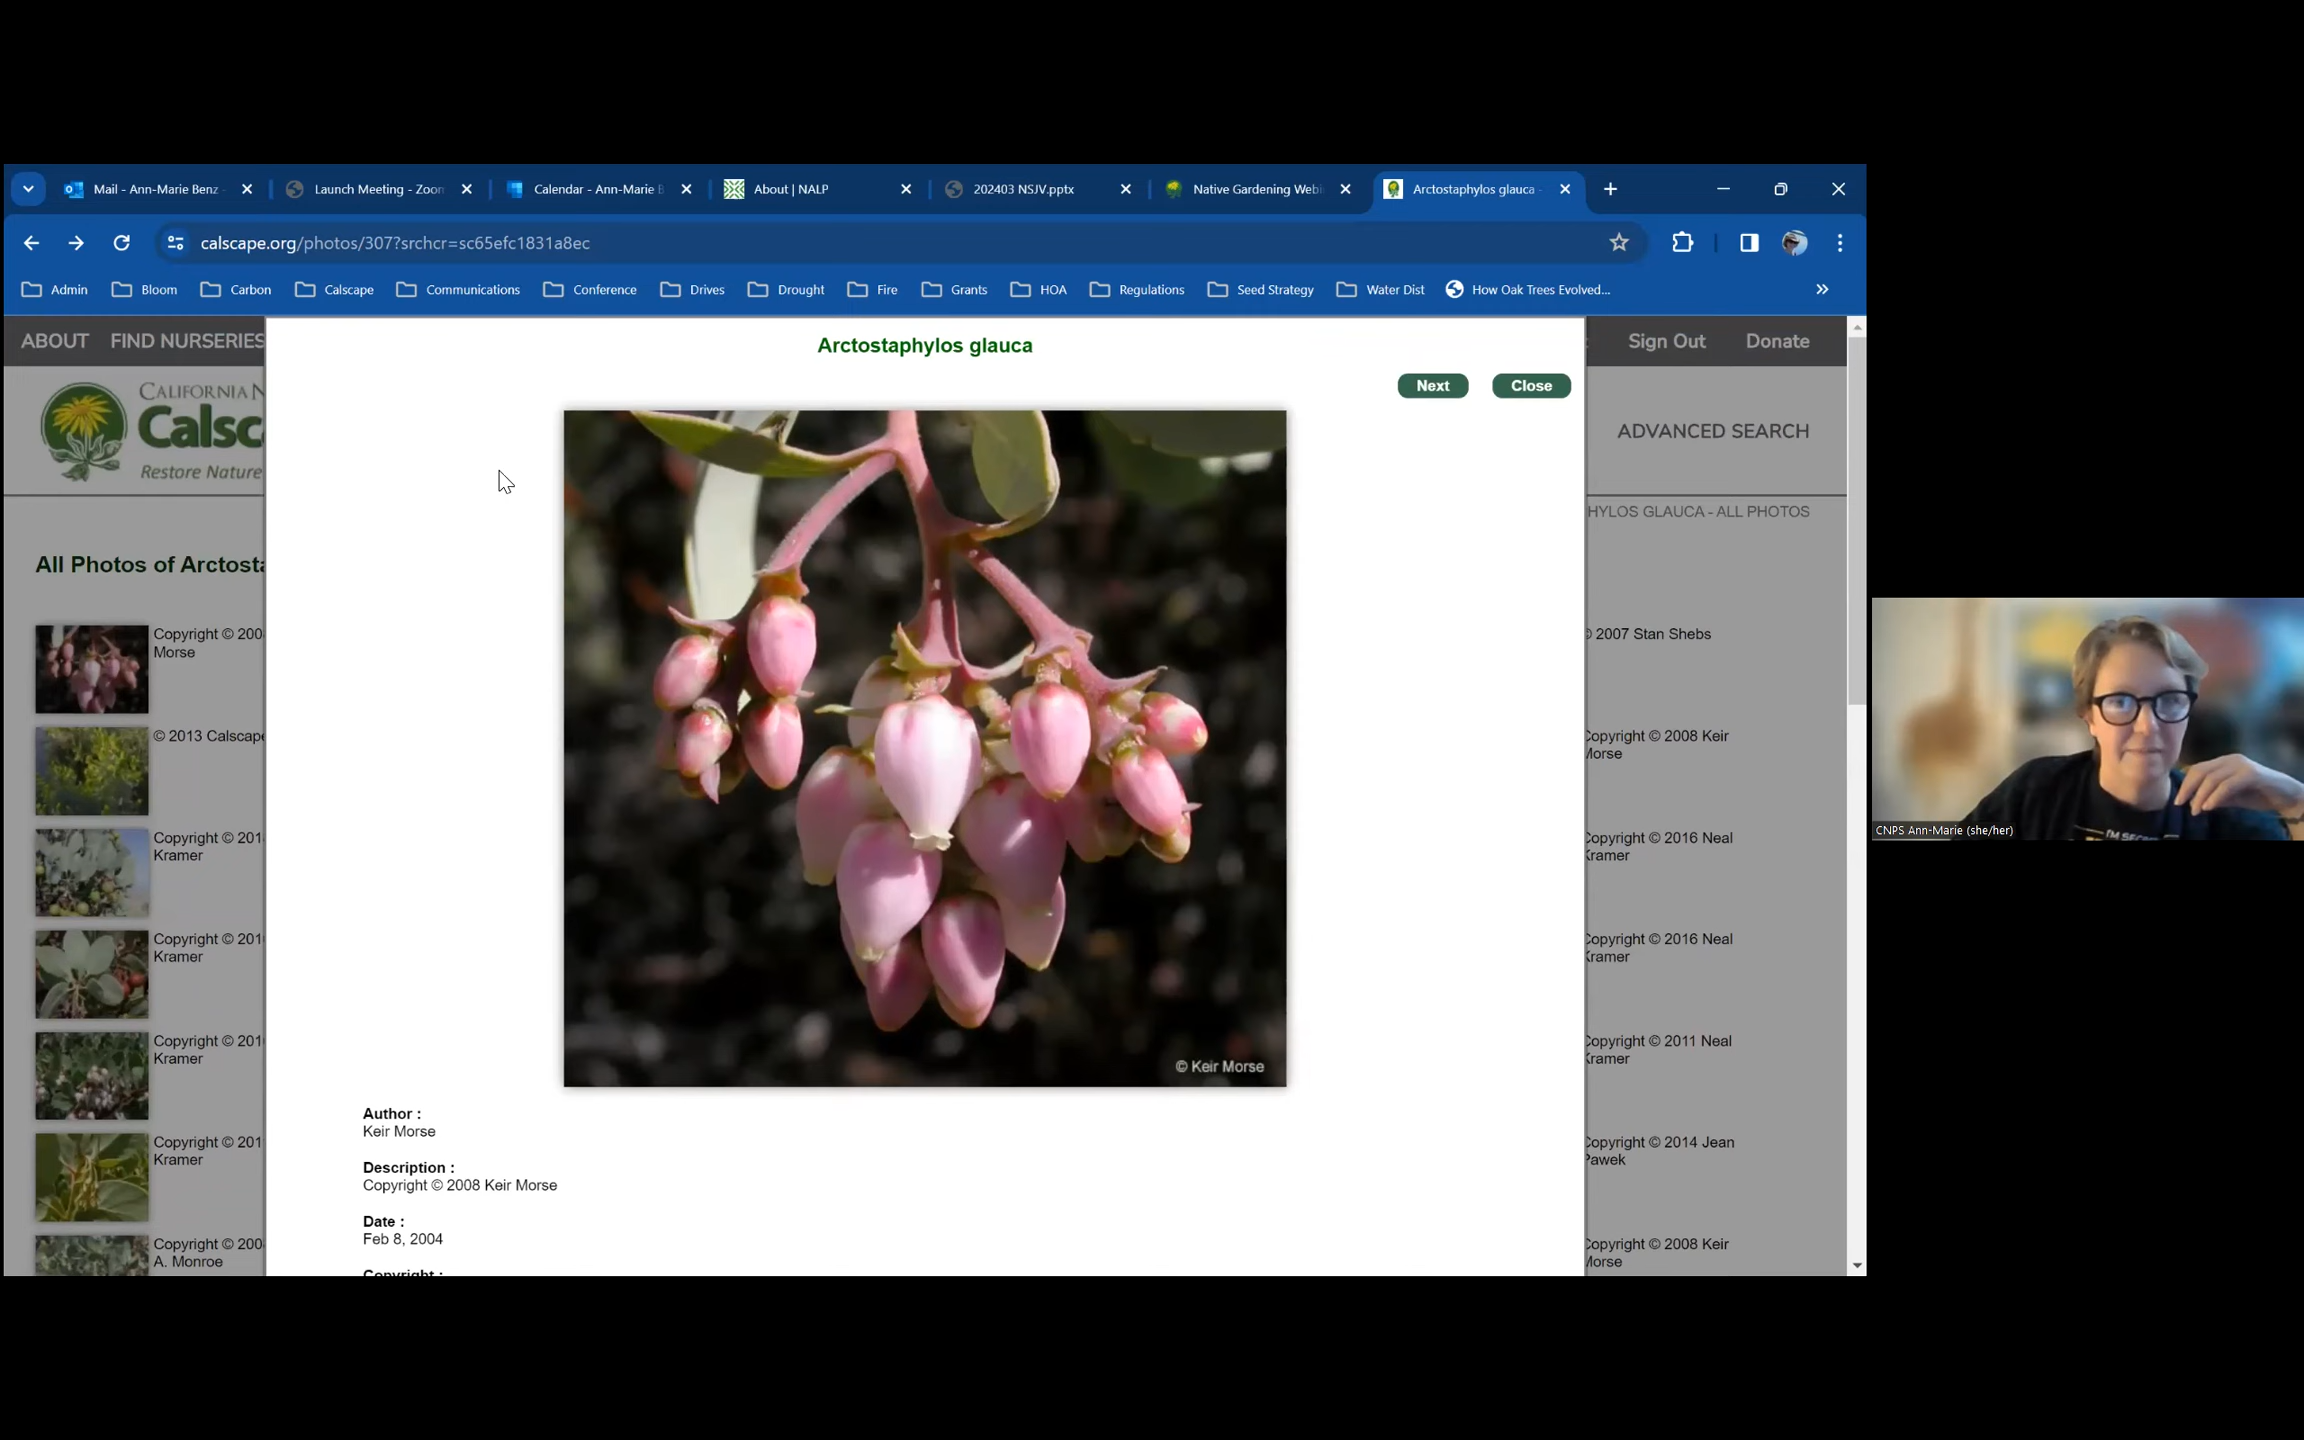 Mail - Ann-Marie Benz -
Launch Meeting - Zoom
Calendar - Ann-Marie B
About | NALP
202403 NSJV.pptx
Native Gardening Webi
Arctostaphylos glauca -
calscape.org/photos/307?srchcr=sc65efc1831a8ec
Admin
Bloom
Carbon
Calscape
Communications
Conference
Drives
Drought
Fire
Grants
HOA
Regulations
Seed Strategy
Water Dist
How Oak Trees Evolved...
»
ABOUT
FIND NURSERIES
Sign Out
Donate
CALIFORNIA N
Calsc
Restore Nature
ADVANCED SEARCH
HYLOS GLAUCA - ALL PHOTOS
All Photos of Arctosta
Copyright © 200
Morse
© 2013 Calscape
Copyright © 201
Kramer
Copyright © 201
Kramer
Copyright © 201
Kramer
Copyright © 201
Kramer
Copyright © 200
A. Monroe
Arctostaphylos glauca
Next
Close
© Keir Morse
Author :
Keir Morse
Description :
Copyright © 2008 Keir Morse
Date :
Feb 8, 2004
Copyright :
© 2007 Stan Shebs
Copyright © 2008 Keir
Morse
Copyright © 2016 Neal
Kramer
Copyright © 2016 Neal
Kramer
Copyright © 2011 Neal
Kramer
Copyright © 2014 Jean
Pawek
Copyright © 2008 Keir
Morse
I'M
CNPS Ann-Marie (she/her)